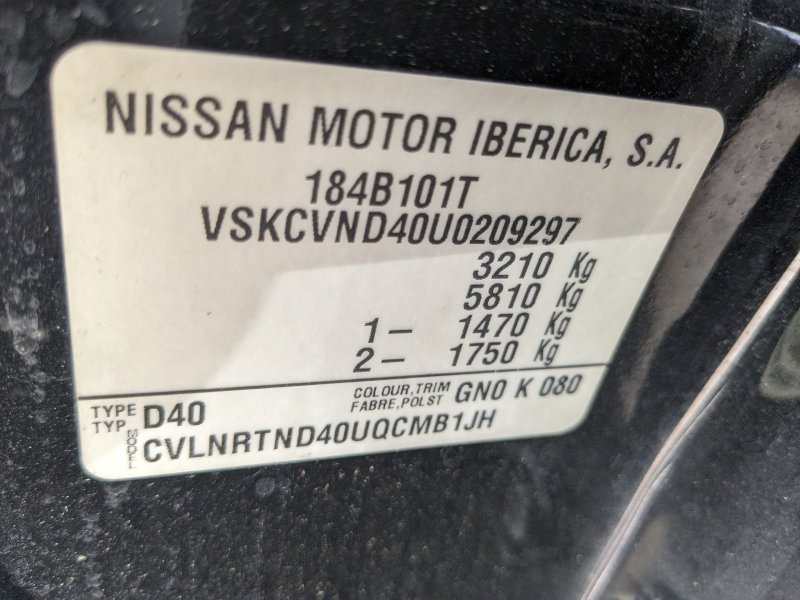 NISSAN MOTOR IBERICA, S.A.
184B101T
VSKCVND40U0209297
3210 Kg
5810 Kg
1– 1470 Kg
2– 1750 Kg
TYPE
TYP
D40
COLOUR,TRIM
FABRE,POLST
GN0 K 080
MODEL
CVLNRTND40UQCMB1JH